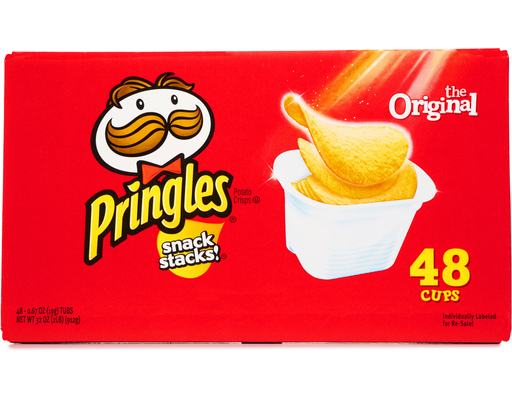 the
Original
Pringles®
Potato
Crisps Ⓤ
snack
stacks!®
48
CUPS
48 - 0.67 OZ (19g) TUBS
NET WT 32 OZ (2LB) (912g)
Individually Labeled
for Re-Sale!